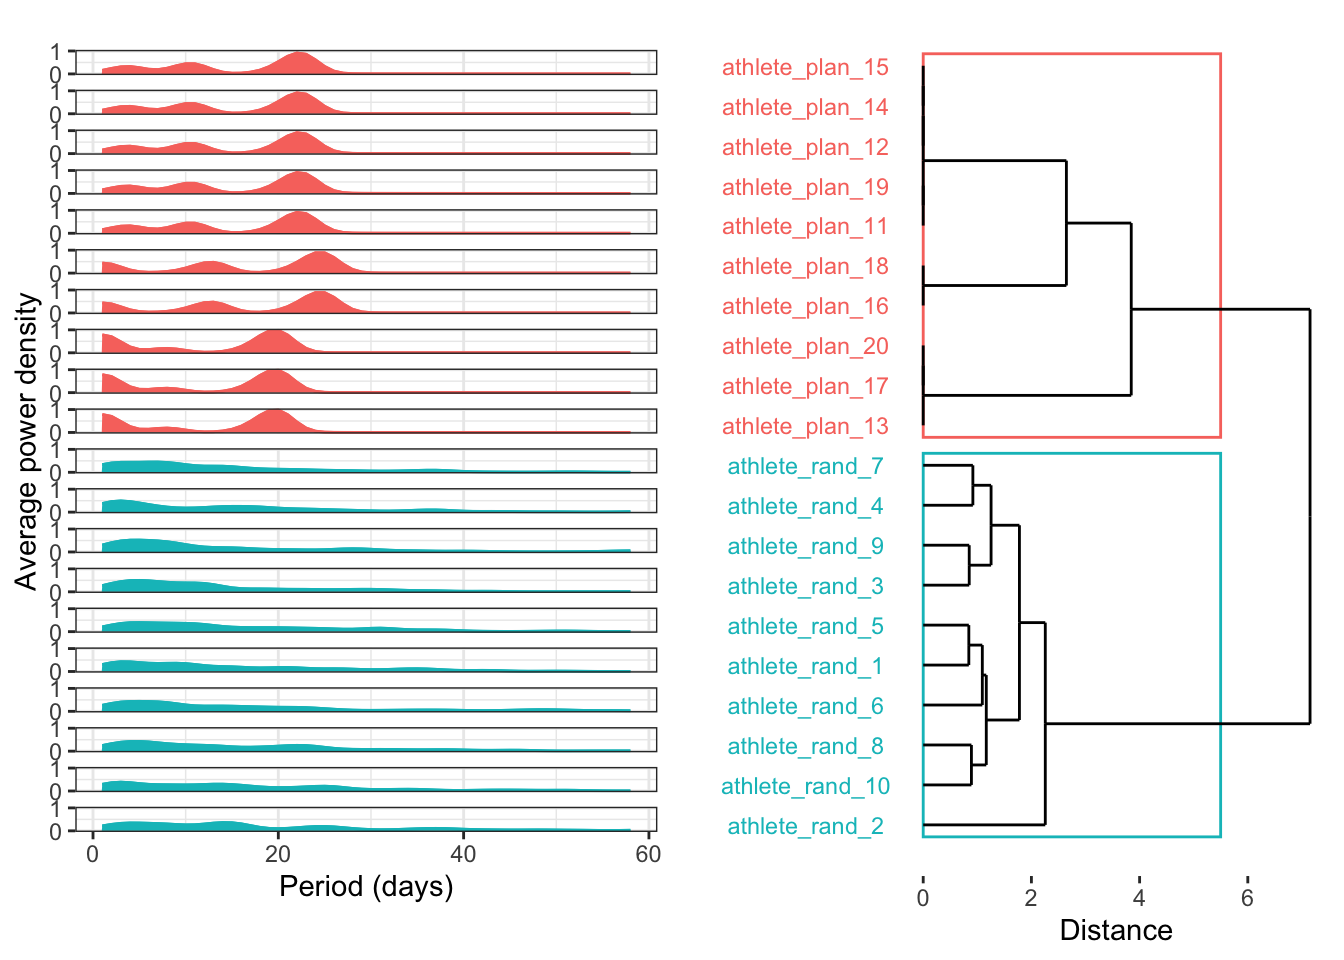 Average power density
1
0
1
0
1
0
1
0
1
0
1
0
1
0
1
0
1
0
1
0
1
0
1
0
1
0
1
0
1
0
1
0
1
0
1
0
1
0
1
0
0 20 40 60
Period (days)
athlete_plan_15
athlete_plan_14
athlete_plan_12
athlete_plan_19
athlete_plan_11
athlete_plan_18
athlete_plan_16
athlete_plan_20
athlete_plan_17
athlete_plan_13
athlete_rand_7
athlete_rand_4
athlete_rand_9
athlete_rand_3
athlete_rand_5
athlete_rand_1
athlete_rand_6
athlete_rand_8
athlete_rand_10
athlete_rand_2
0 2 4 6
Distance